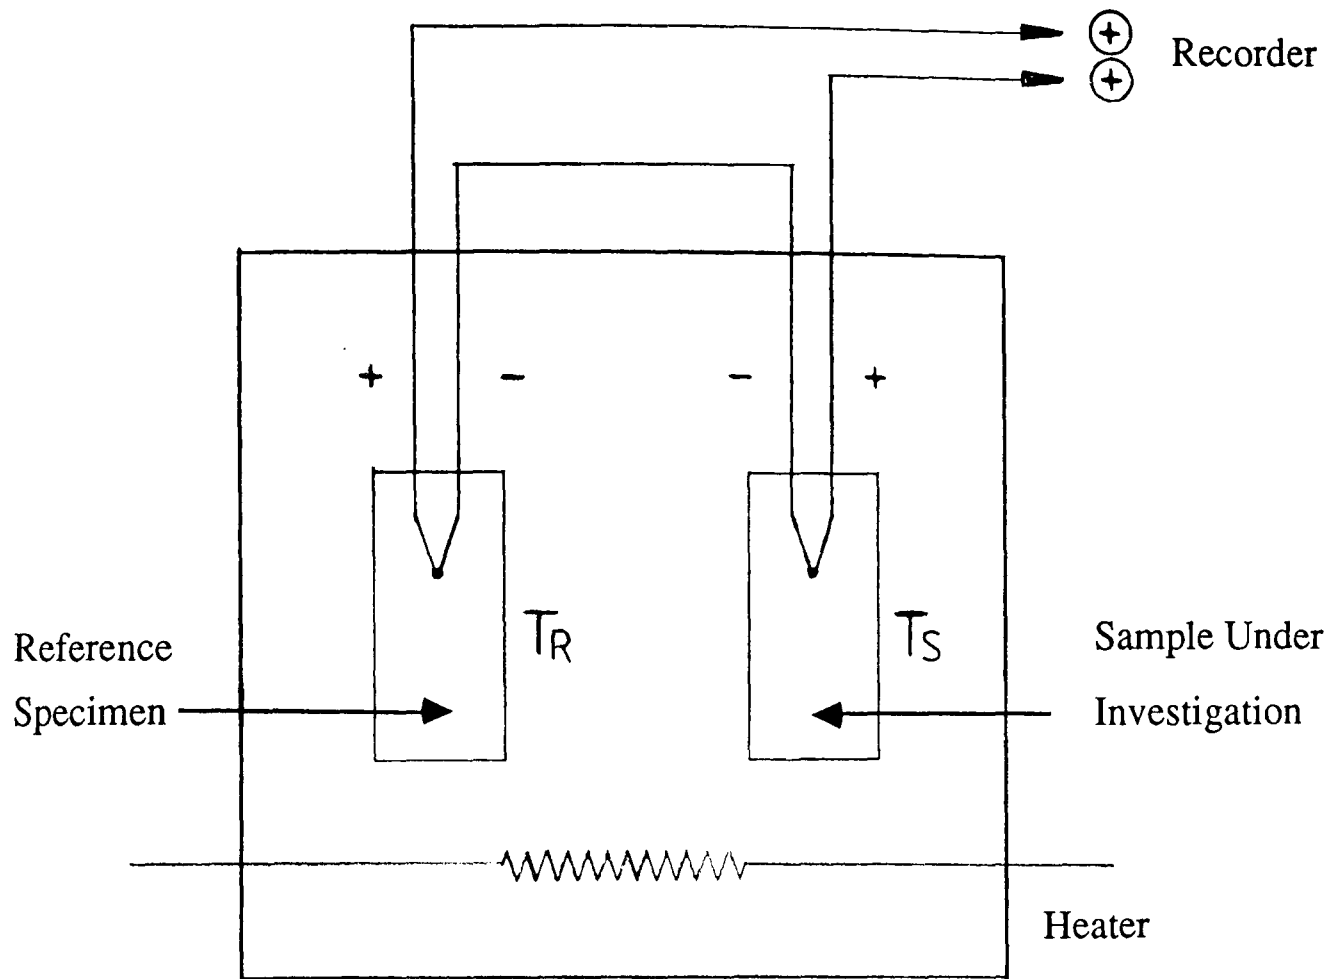 Recorder
+ - - +
T_R T_S
Reference
Specimen
Sample Under
Investigation
Heater